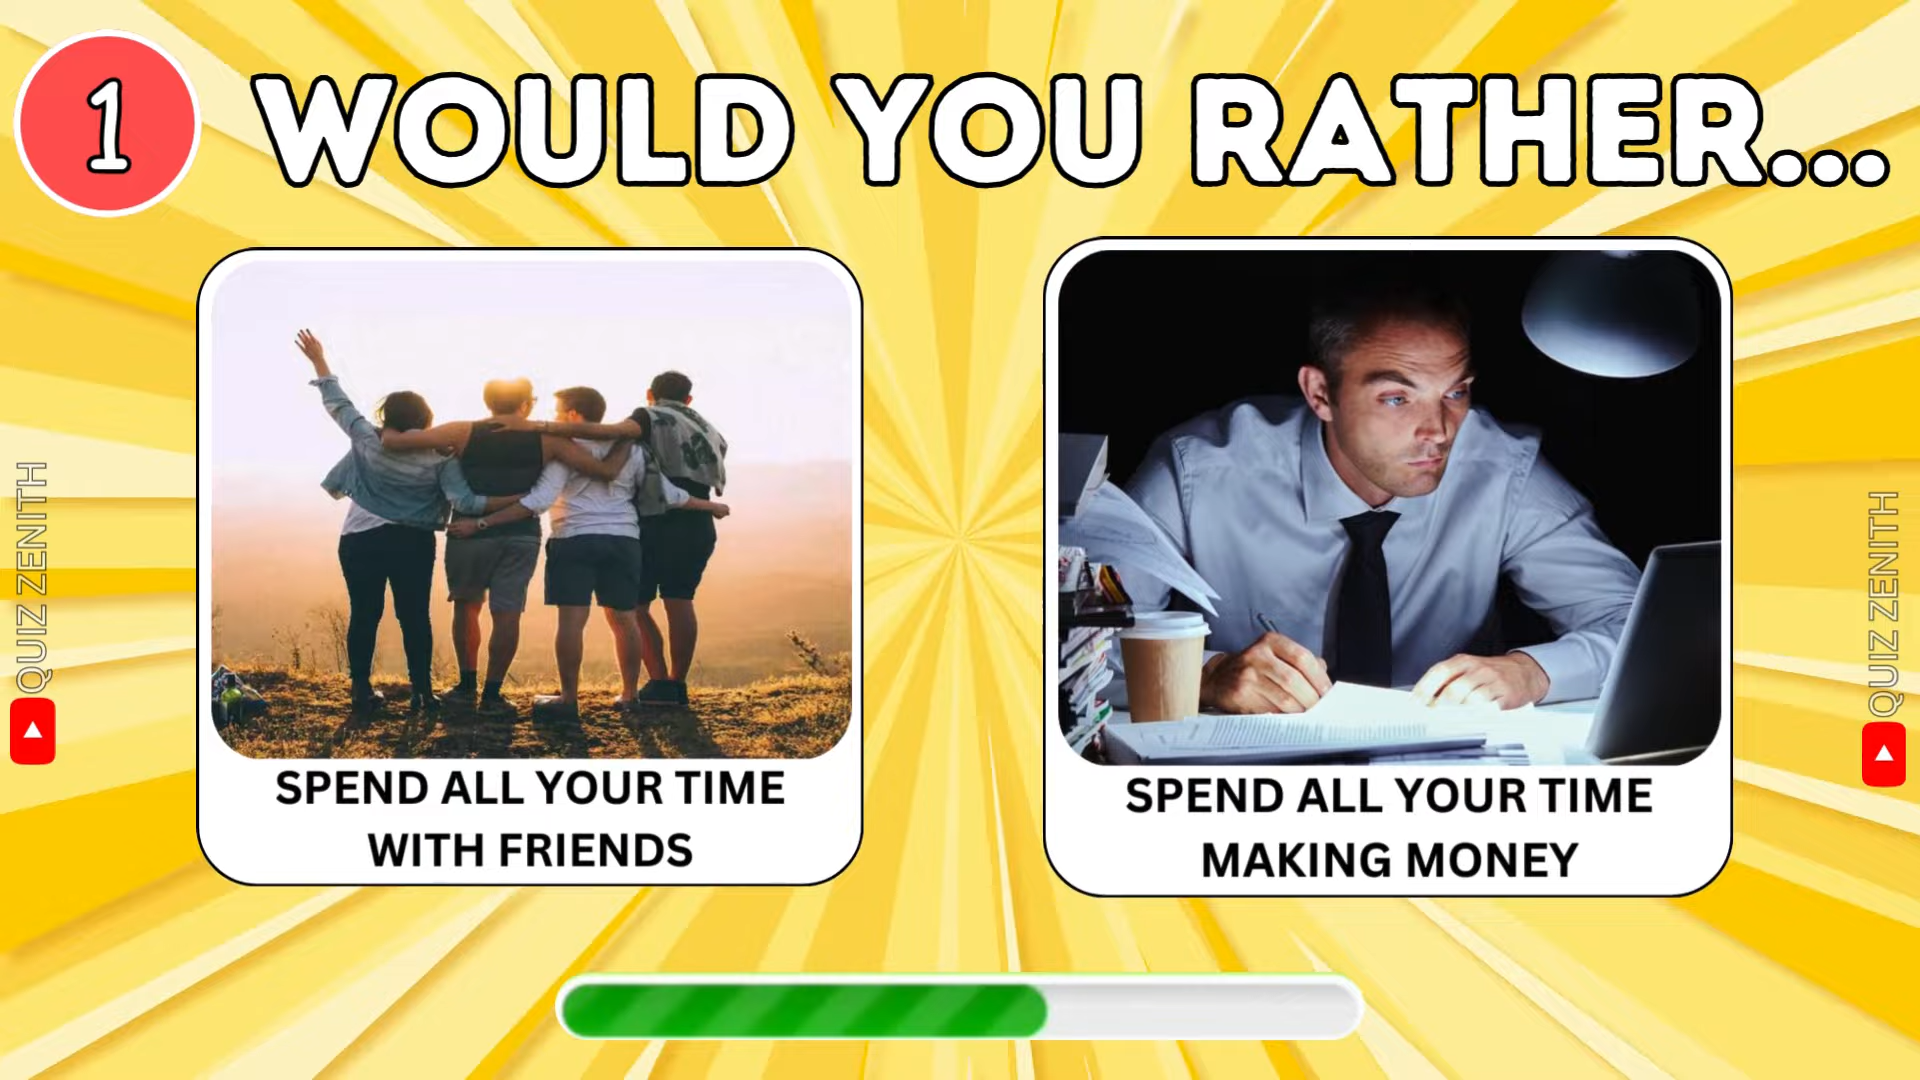 1
WOULD YOU RATHER...
SPEND ALL YOUR TIME
WITH FRIENDS
SPEND ALL YOUR TIME
MAKING MONEY
QUIZ ZENITH
QUIZ ZENITH